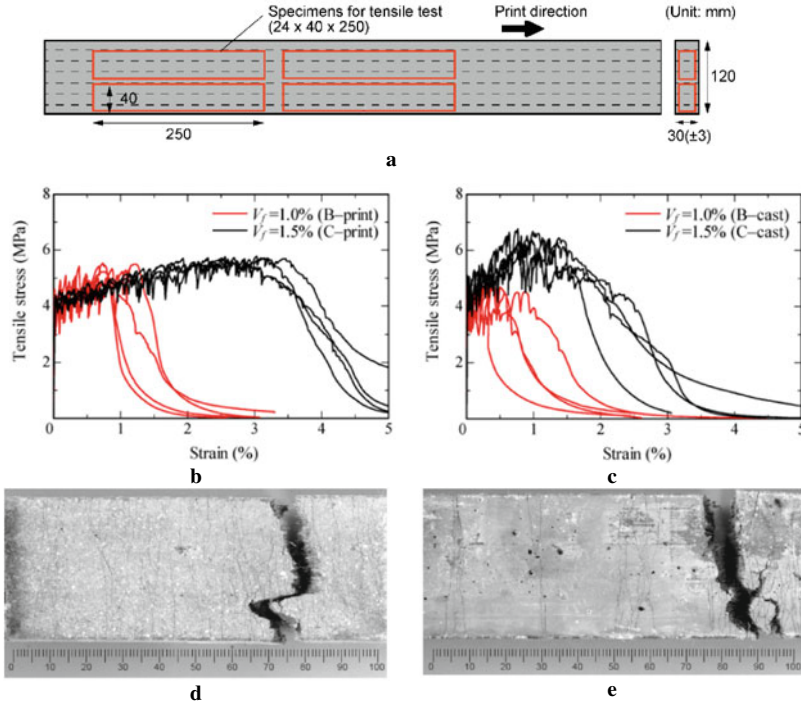 Specimens for tensile test
(24 x 40 x 250)
Print direction
(Unit: mm)
40
250
120
30(±3)
a
8
6
4
2
0
1
2
3
4
5
Tensile stress (MPa)
Strain (%)
V_f=1.0% (B–print)
V_f=1.5% (C–print)
b
8
6
4
2
0
1
2
3
4
5
Tensile stress (MPa)
Strain (%)
V_f=1.0% (B–cast)
V_f=1.5% (C–cast)
c
0 10 20 30 40 50 60 70 80 90 100
d
0 10 20 30 40 50 60 70 80 90 100
e